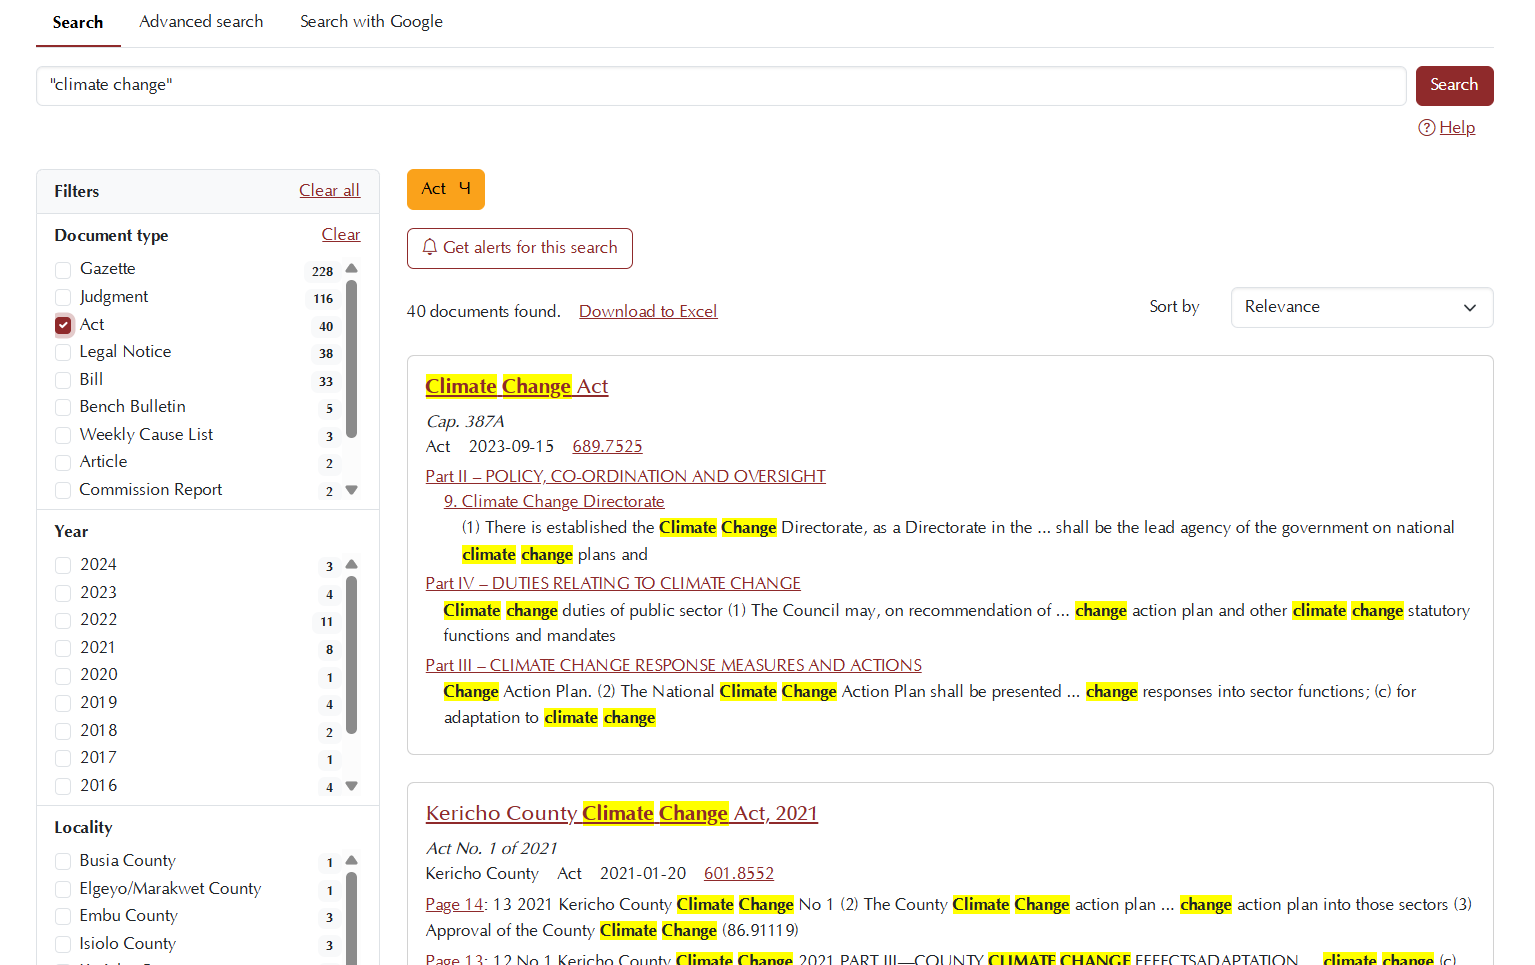 Search Advanced search Search with Google
"climate change" Search
Help
Filters Clear all
Document type Clear
Gazette 228
Judgment 116
Act 40
Legal Notice 38
Bill 33
Bench Bulletin 5
Weekly Cause List 3
Article 2
Commission Report 2
Year
2024 3
2023 4
2022 11
2021 8
2020 1
2019 4
2018 2
2017 1
2016 4
Locality
Busia County 1
Elgeyo/Marakwet County 1
Embu County 3
Isiolo County 3
Act
Get alerts for this search
40 documents found. Download to Excel Sort by Relevance
Climate Change Act
Cap. 387A
Act 2023-09-15 689.7525
Part II – POLICY, CO-ORDINATION AND OVERSIGHT
9. Climate Change Directorate
(1) There is established the Climate Change Directorate, as a Directorate in the ... shall be the lead agency of the government on national
climate change plans and
Part IV – DUTIES RELATING TO CLIMATE CHANGE
Climate change duties of public sector (1) The Council may, on recommendation of ... change action plan and other climate change statutory
functions and mandates
Part III – CLIMATE CHANGE RESPONSE MEASURES AND ACTIONS
Change Action Plan. (2) The National Climate Change Action Plan shall be presented ... change responses into sector functions; (c) for
adaptation to climate change
Kericho County Climate Change Act, 2021
Act No. 1 of 2021
Kericho County Act 2021-01-20 601.8552
Page 14: 13 2021 Kericho County Climate Change No 1 (2) The County Climate Change action plan ... change action plan into those sectors (3)
Approval of the County Climate Change (86.91119)
Page 13: 12 No 1 Kericho County Climate Change 2021 PART III—COUNTY CLIMATE CHANGE EFFECTSADAPTATION ... climate change (c)